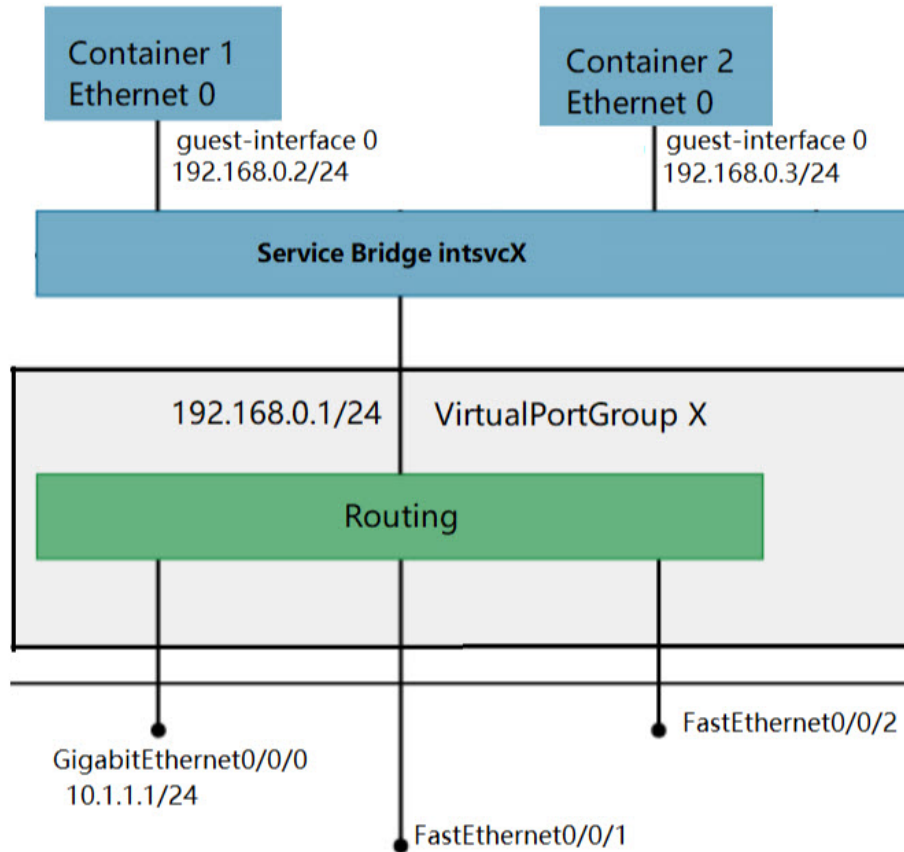 Container 1
Ethernet 0
Container 2
Ethernet 0
guest-interface 0
192.168.0.2/24
guest-interface 0
192.168.0.3/24
Service Bridge intsvcX
192.168.0.1/24
VirtualPortGroup X
Routing
GigabitEthernet0/0/0
10.1.1.1/24
FastEthernet0/0/2
FastEthernet0/0/1